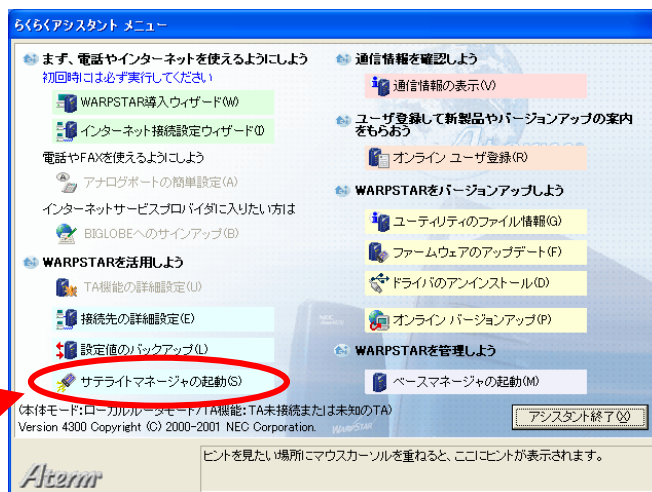 らくらくアシスタント メニュー
まず、電話やインターネットを使えるようにしよう
初回時には必ず実行してください
WARPSTAR導入ウィザード(W)
インターネット接続設定ウィザード(I)
電話やFAXを使えるようにしよう
アナログポートの簡単設定(A)
インターネットサービスプロバイダに入りたい方は
BIGLOBEへのサインアップ(B)
WARPSTARを活用しよう
TA機能の詳細設定(U)
接続先の詳細設定(E)
設定値のバックアップ(L)
サテライトマネージャの起動(S)
通信情報を確認しよう
通信情報の表示(V)
ユーザ登録して新製品やバージョンアップの案内
をもらおう
オンライン ユーザ登録(R)
WARPSTARをバージョンアップしよう
ユーティリティのファイル情報(G)
ファームウェアのアップデート(F)
ドライバのアンインストール(D)
オンライン バージョンアップ(P)
WARPSTARを管理しよう
ベースマネージャの起動(M)
(本体モード:ローカルルータモード/TA機能:TA未接続または未知のTA)
Version 4300 Copyright (C) 2000-2001 NEC Corporation.
WarpStar
アシスタント終了(X)
Aterm
ヒントを見たい場所にマウスカーソルを重ねると、ここにヒントが表示されます。